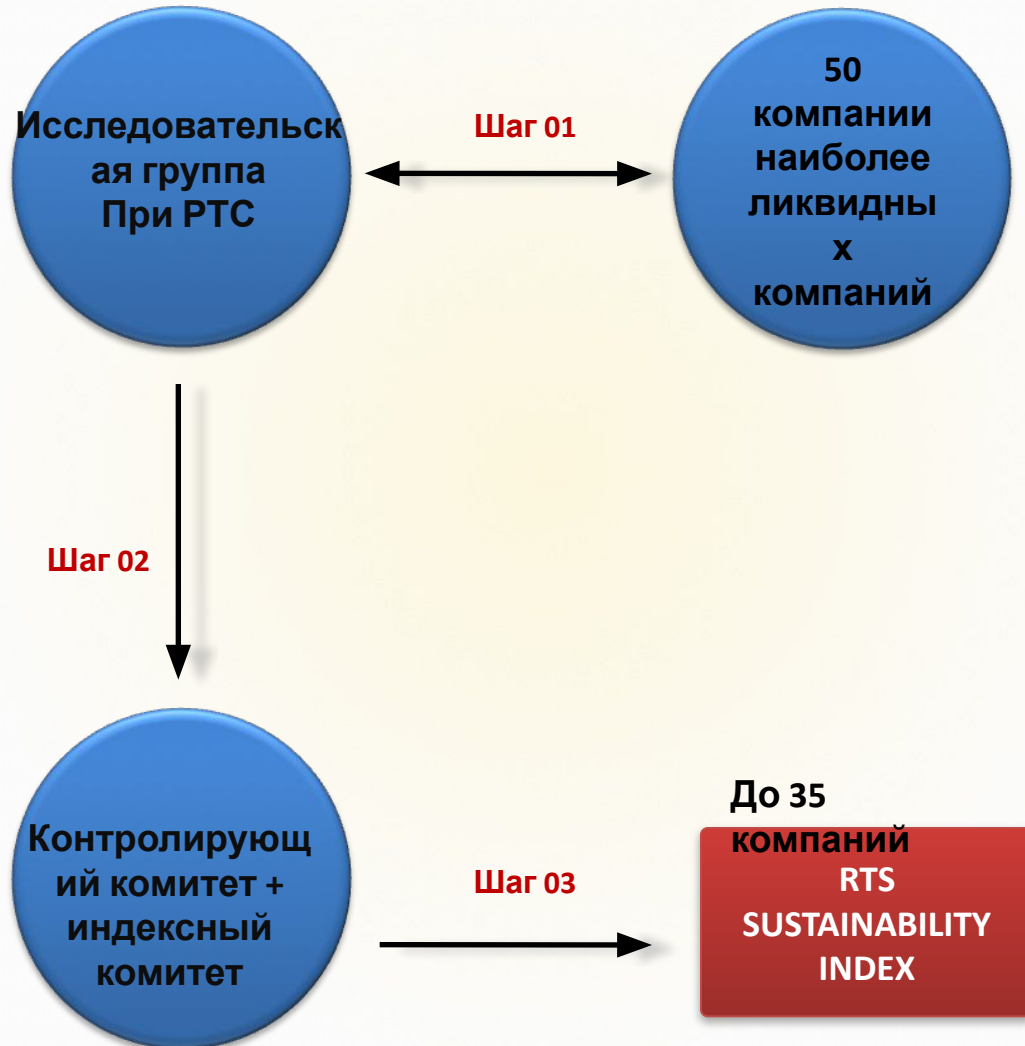 Исследовательск
ая группа
При РТС
Шаг 01
50
компании
наиболее
ликвидны
х
компаний
Шаг 02
Контролирующ
ий комитет +
индексный
комитет
Шаг 03
До 35
компаний
RTS
SUSTAINABILITY
INDEX